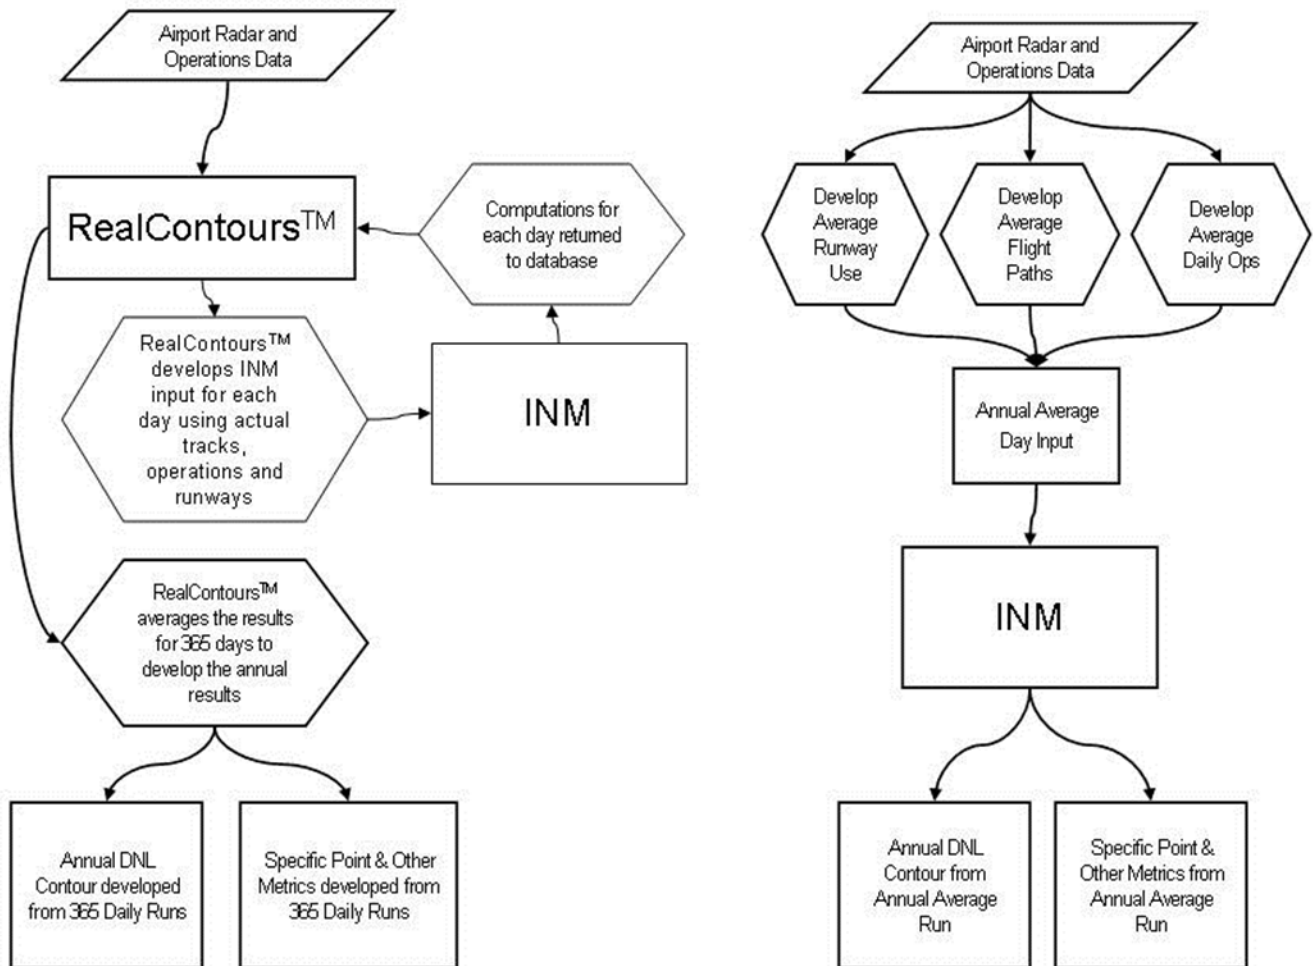 Airport Radar and
Operations Data
RealContours™
Computations for
each day returned
to database
RealContours™
develops INM
input for each
day using actual
tracks,
operations and
runways
INM
RealContours™
averages the results
for 365 days to
develop the annual
results
Annual DNL
Contour developed
from 365 Daily Runs
Specific Point & Other
Metrics developed from
365 Daily Runs
Airport Radar and
Operations Data
Develop
Average
Runway
Use
Develop
Average
Flight
Paths
Develop
Average
Daily Ops
Annual Average
Day Input
INM
Annual DNL
Contour from
Annual Average
Run
Specific Point &
Other Metrics from
Annual Average
Run